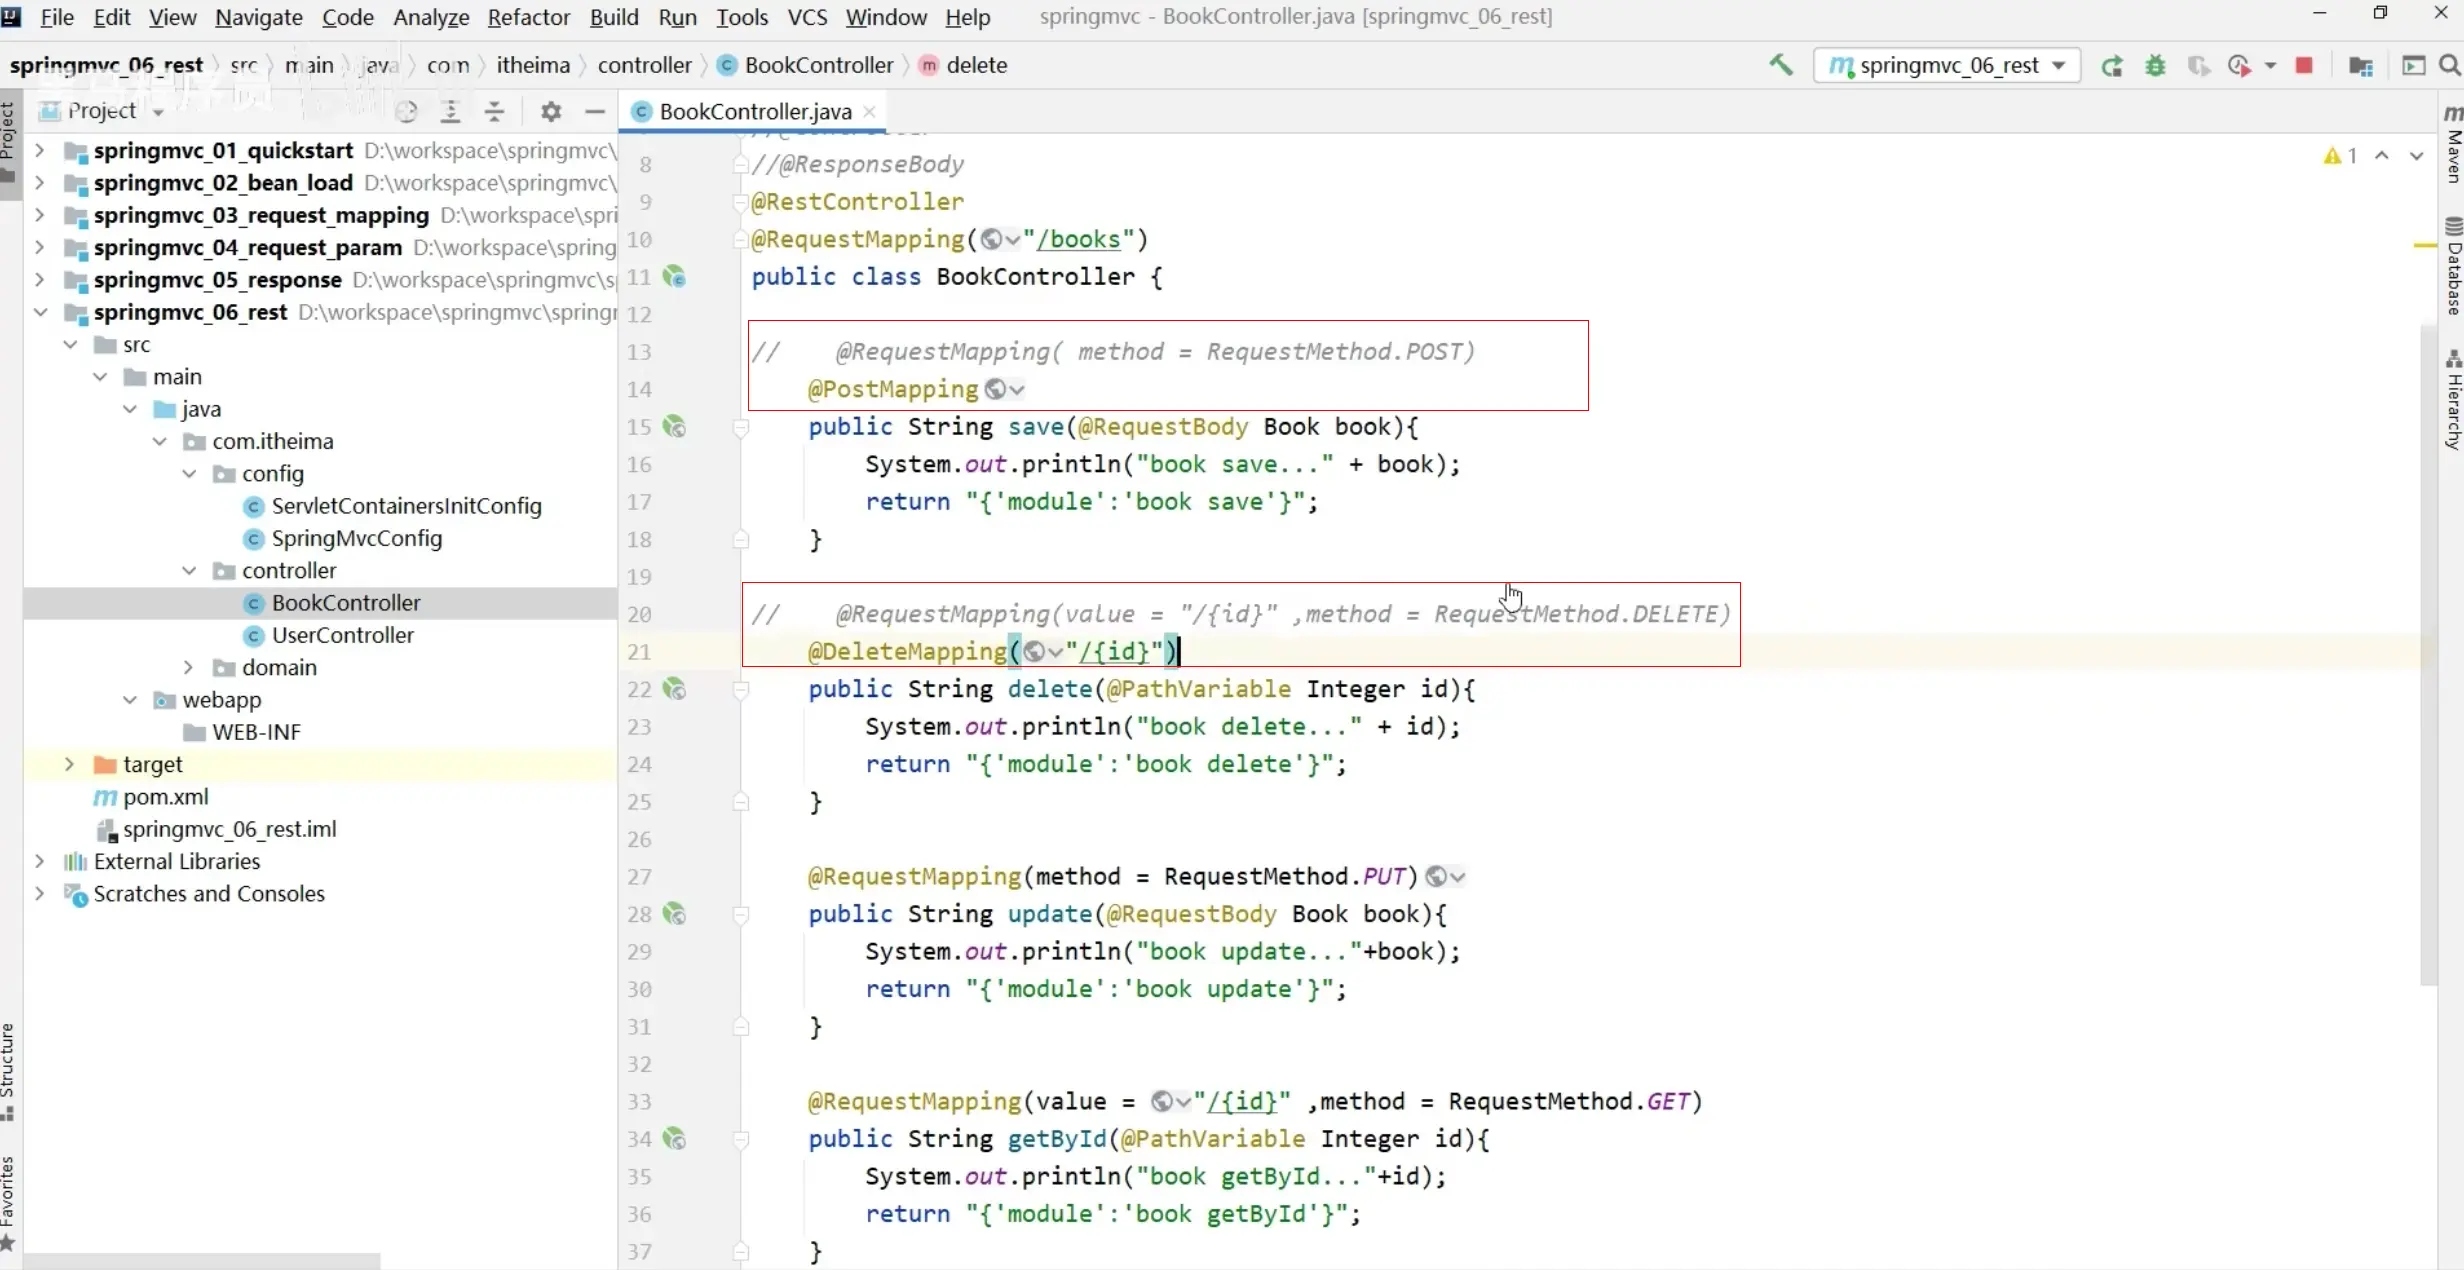 File Edit View Navigate Code Analyze Refactor Build Run Tools VCS Window Help springmvc - BookController.java [springmvc_06_rest]
springmvc_06_rest src main java com itheima controller BookController delete springmvc_06_rest
Project
BookController.java
springmvc_01_quickstart D:\workspace\springmvc\
springmvc_02_bean_load D:\workspace\springmvc\
springmvc_03_request_mapping D:\workspace\spri
springmvc_04_request_param D:\workspace\spring
springmvc_05_response D:\workspace\springmvc\s
springmvc_06_rest D:\workspace\springmvc\spring
src
main
java
com.itheima
config
ServletContainersInitConfig
SpringMvcConfig
controller
BookController
UserController
domain
webapp
WEB-INF
target
pom.xml
springmvc_06_rest.iml
External Libraries
Scratches and Consoles
Project
Structure
Favorites
8 //@ResponseBody
9 @RestController
10 @RequestMapping("/books")
11 public class BookController {
12
13 // @RequestMapping( method = RequestMethod.POST)
14 @PostMapping
15 public String save(@RequestBody Book book){
16 System.out.println("book save..." + book);
17 return "{'module':'book save'}";
18 }
19
20 // @RequestMapping(value = "/{id}" ,method = RequestMethod.DELETE)
21 @DeleteMapping("/{id}")
22 public String delete(@PathVariable Integer id){
23 System.out.println("book delete..." + id);
24 return "{'module':'book delete'}";
25 }
26
27 @RequestMapping(method = RequestMethod.PUT)
28 public String update(@RequestBody Book book){
29 System.out.println("book update..."+book);
30 return "{'module':'book update'}";
31 }
32
33 @RequestMapping(value = "/{id}" ,method = RequestMethod.GET)
34 public String getById(@PathVariable Integer id){
35 System.out.println("book getById..."+id);
36 return "{'module':'book getById'}";
37 }
1
Maven
Database
Hierarchy